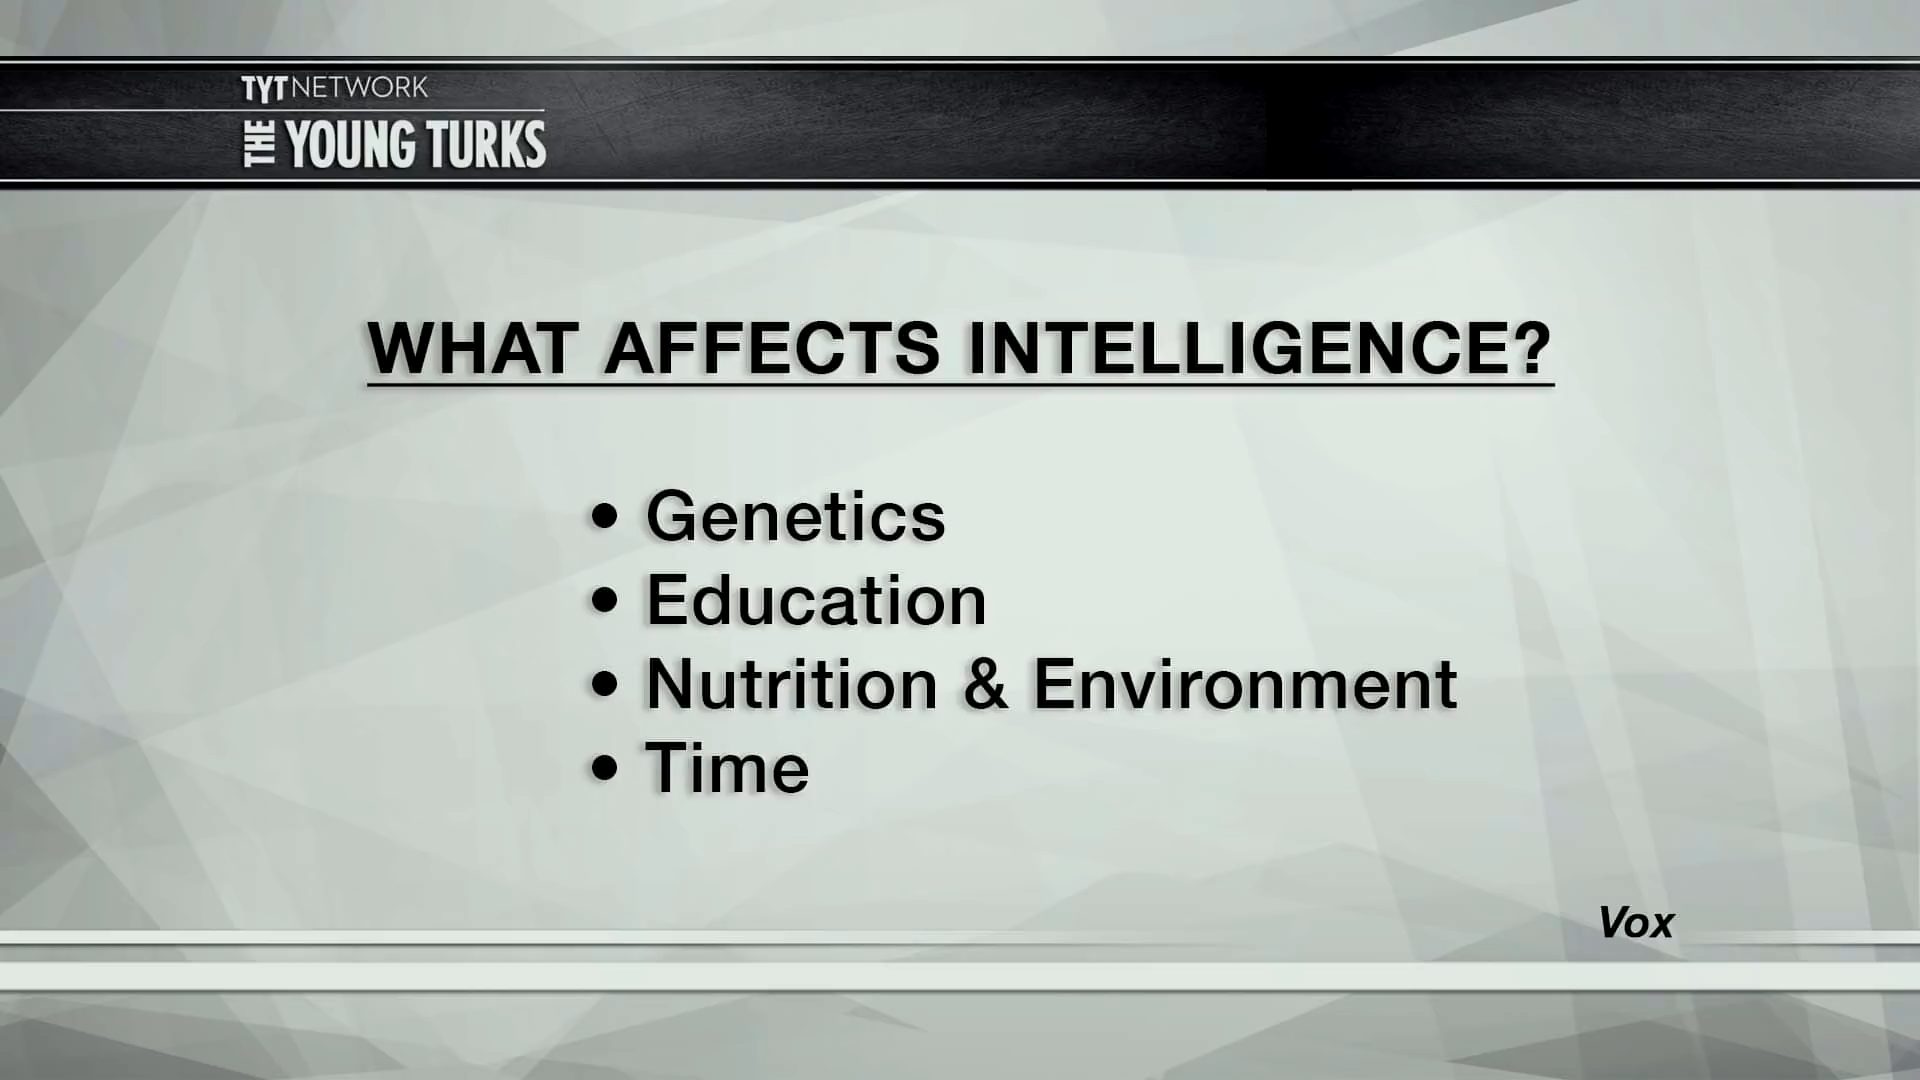 TYT NETWORK
THE YOUNG TURKS
WHAT AFFECTS INTELLIGENCE?
• Genetics
• Education
• Nutrition & Environment
• Time
Vox